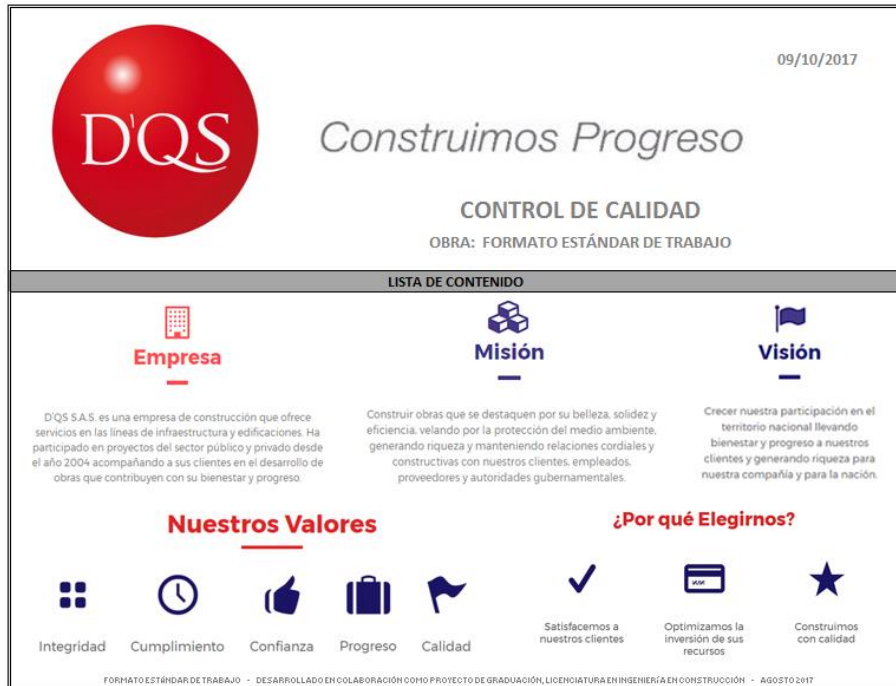 D'QS
09/10/2017
Construimos Progreso
CONTROL DE CALIDAD
OBRA: FORMATO ESTÁNDAR DE TRABAJO
LISTA DE CONTENIDO
Empresa
D'QS S.A.S. es una empresa de construcción que ofrece
servicios en las líneas de infraestructura y edificaciones. Ha
participado en proyectos del sector público y privado desde
el año 2004 acompañando a sus clientes en el desarrollo de
obras que contribuyen con su bienestar y progreso.
Misión
Construir obras que se destaquen por su belleza, solidez y
eficiencia, velando por la protección del medio ambiente,
generando riqueza y manteniendo relaciones cordiales y
constructivas con nuestros clientes, empleados,
proveedores y autoridades gubernamentales.
Visión
Crecer nuestra participación en el
territorio nacional llevando
bienestar y progreso a nuestros
clientes y generando riqueza para
nuestra compañía y para la nación.
Nuestros Valores
Integridad
Cumplimiento
Confianza
Progreso
Calidad
¿Por qué Elegirnos?
Satisfacemos a
nuestros clientes
Optimizamos la
inversión de sus
recursos
Construimos
con calidad
FORMATO ESTÁNDAR DE TRABAJO - DESARROLLADO EN COLABORACIÓN COMO PROYECTO DE GRADUACIÓN, LICENCIATURA EN INGENIERÍA EN CONSTRUCCIÓN - AGOSTO 2017